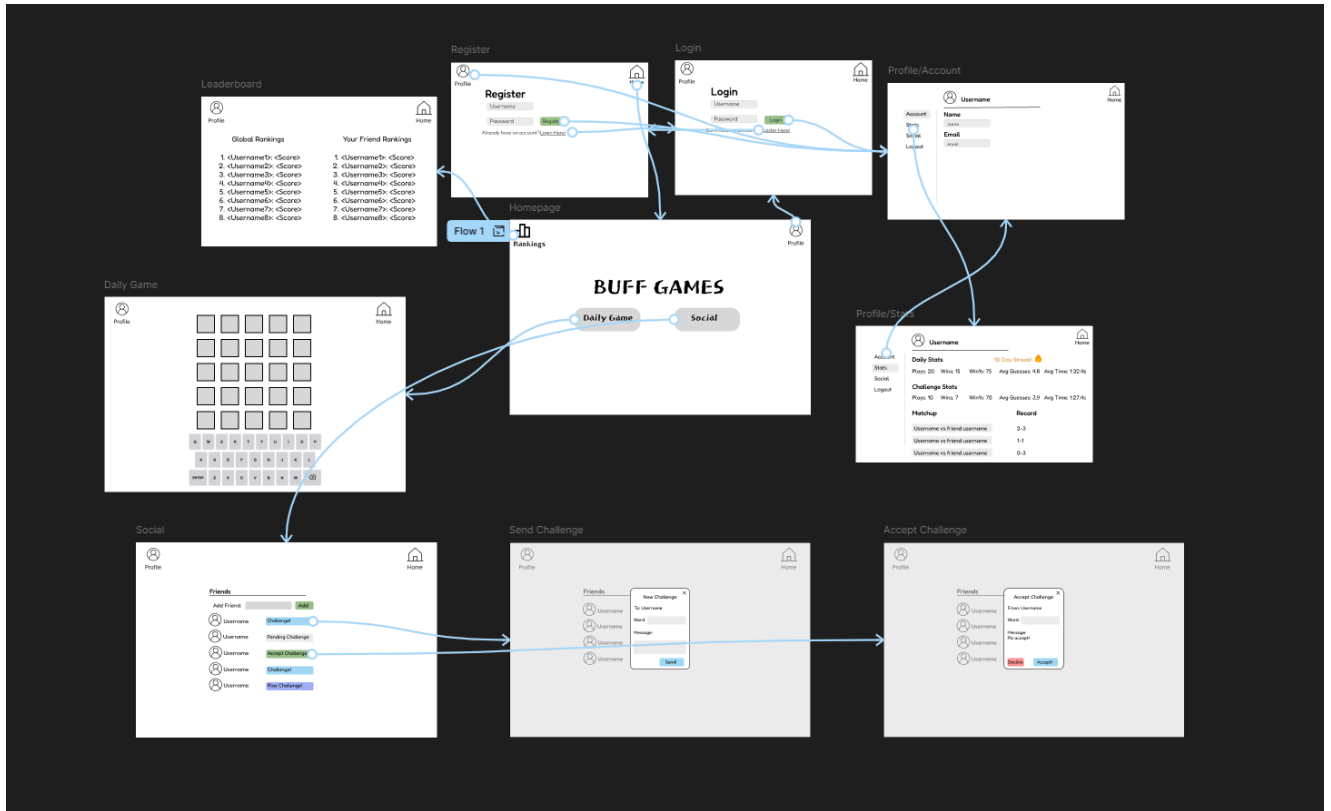 Register
Profile
Home
Register
Username
Password
Register
Already have an account? Login Here!
Login
Profile
Home
Login
Username
Password
Login
Profile/Account
Home
Username
Account
Stats
Social
Logout
Name
name
Email
email
Leaderboard
Profile
Home
Global Rankings
1. <Username1>: <Score>
2. <Username2>: <Score>
3. <Username3>: <Score>
4. <Username4>: <Score>
5. <Username5>: <Score>
6. <Username6>: <Score>
7. <Username7>: <Score>
8. <Username8>: <Score>
Your Friend Rankings
1. <Username1>: <Score>
2. <Username2>: <Score>
3. <Username3>: <Score>
4. <Username4>: <Score>
5. <Username5>: <Score>
6. <Username6>: <Score>
7. <Username7>: <Score>
8. <Username8>: <Score>
Homepage
Flow 1
Rankings
Profile
BUFF GAMES
Daily Game
Social
Daily Game
Profile
Home
ENTER
Profile/Stats
Home
Username
Account
Stats
Social
Logout
Daily Stats
10 Day Streak!
Plays: 20 Wins: 15 Win%: 75 Avg Guesses: 4.8 Avg Time: 1:32.4s
Challenge Stats
Plays: 10 Wins: 7 Win%: 70 Avg Guesses: 3.9 Avg Time: 1:27.4s
Matchup Record
Username vs friend username 2-3
Username vs friend username 1-1
Username vs friend username 0-3
Social
Profile
Home
Friends
Add Friend Add
Username Challenge!
Username Pending Challenge
Username Accept Challenge
Username Challenge!
Username Play Challenge!
Send Challenge
Profile
Home
Friends
Username
Username
Username
Username
New Challenge
To: Username
Word:
Message:
Send!
Accept Challenge
Profile
Home
Friends
Username
Username
Username
Username
Accept Challenge
From: Username
Word:
Message
Pls accept!
Decline Accept!